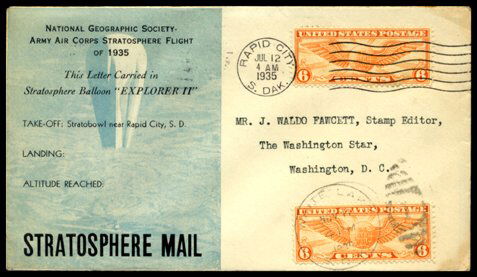 NATIONAL GEOGRAPHIC SOCIETY-
ARMY AIR CORPS STRATOSPHERE FLIGHT
OF 1935
This Letter Carried in
Stratosphere Balloon "EXPLORER II"
TAKE-OFF: Stratobowl near Rapid City, S. D.
LANDING:
ALTITUDE REACHED:
STRATOSPHERE MAIL
RAPID CITY
JUL 12
4 AM
1935
S. DAK.
UNITED STATES POSTAGE
6 CENTS 6
MR. J. WALDO FAWCETT, Stamp Editor,
The Washington Star,
Washington, D. C.
UNITED STATES POSTAGE
6 CENTS 6